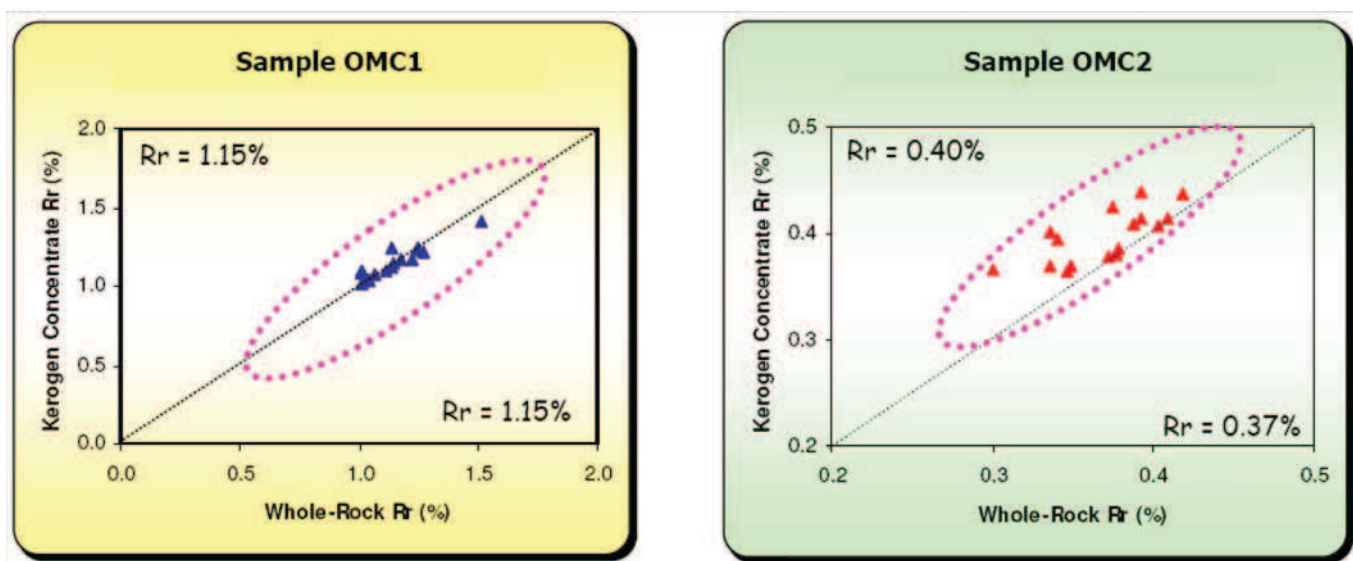 Sample OMC1
Kerogen Concentrate Rr (%)
2.0
1.5
1.0
0.5
0.0
Rr = 1.15%
Rr = 1.15%
0.0
0.5
1.0
1.5
2.0
Whole-Rock Rr (%)
Sample OMC2
Kerogen Concentrate Rr (%)
0.5
0.4
0.3
0.2
Rr = 0.40%
Rr = 0.37%
0.2
0.3
0.4
0.5
Whole-Rock Rr (%)